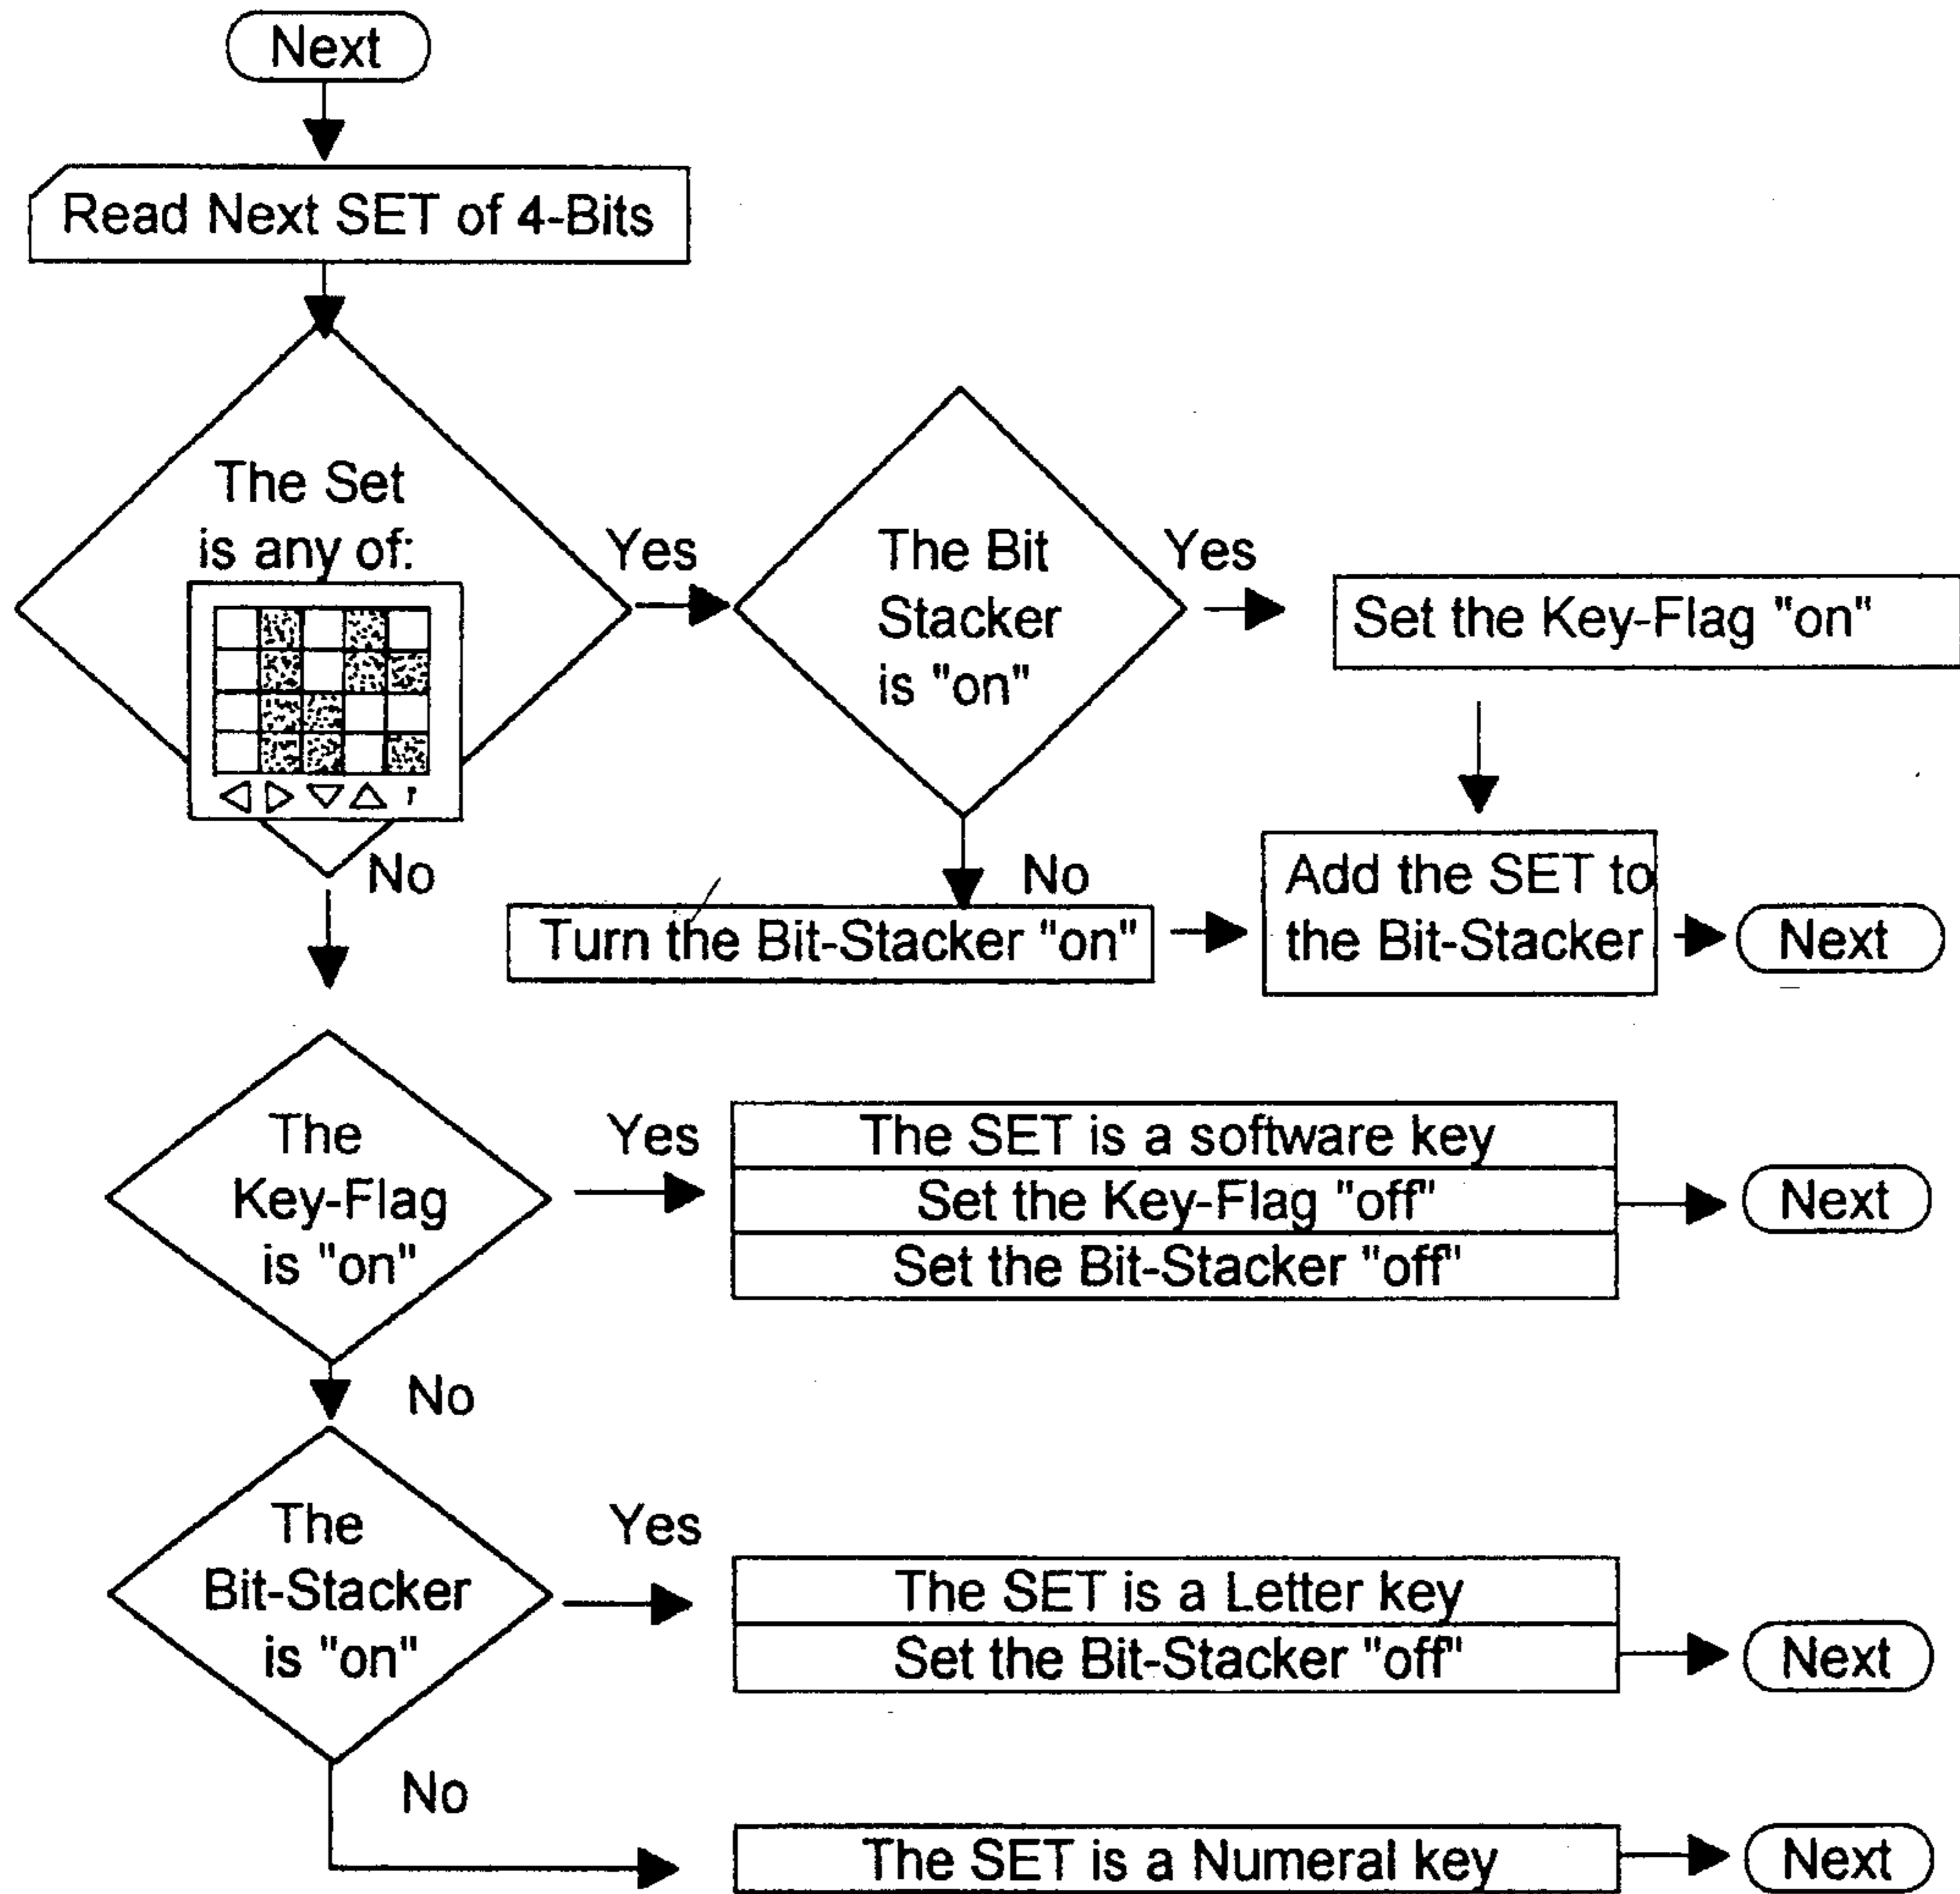 Next
Read Next SET of 4-Bits
The Set
is any of:
Yes
The Bit
Stacker
is "on"
Yes
Set the Key-Flag "on"
No
No
Turn the Bit-Stacker "on"
Add the SET to
the Bit-Stacker
Next
The
Key-Flag
is "on"
Yes
The SET is a software key
Set the Key-Flag "off"
Set the Bit-Stacker "off"
Next
No
The
Bit-Stacker
is "on"
Yes
The SET is a Letter key
Set the Bit-Stacker "off"
Next
No
The SET is a Numeral key
Next